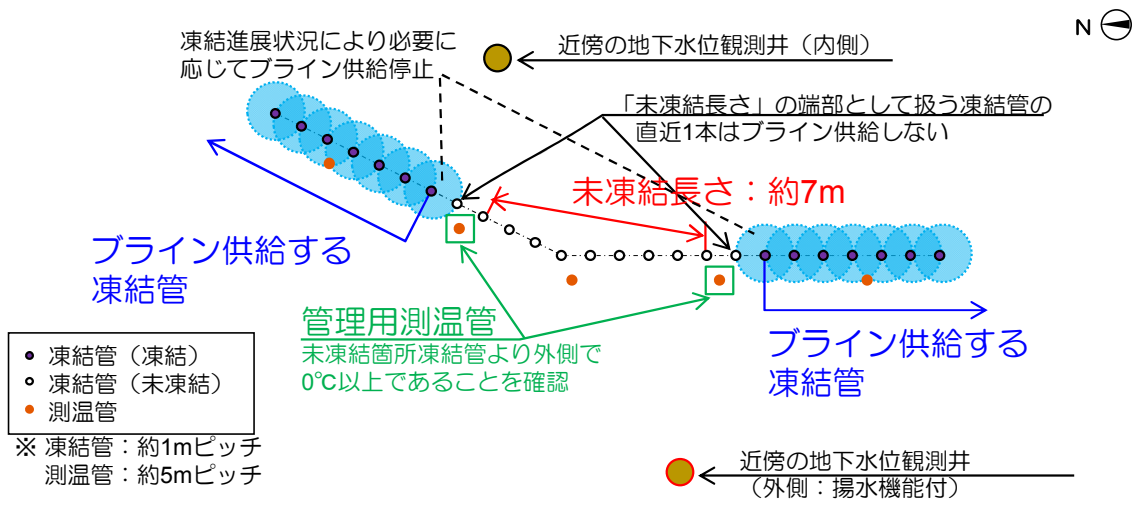 N
凍結進展状況により必要に
応じてブライン供給停止
近傍の地下水位観測井（内側）
「未凍結長さ」の端部として扱う凍結管の
直近1本はブライン供給しない
未凍結長さ：約7m
ブライン供給する
凍結管
管理用測温管
未凍結箇所凍結管より外側で
0℃以上であることを確認
ブライン供給する
凍結管
凍結管（凍結）
凍結管（未凍結）
測温管
※ 凍結管：約1mピッチ
測温管：約5mピッチ
近傍の地下水位観測井
（外側：揚水機能付）